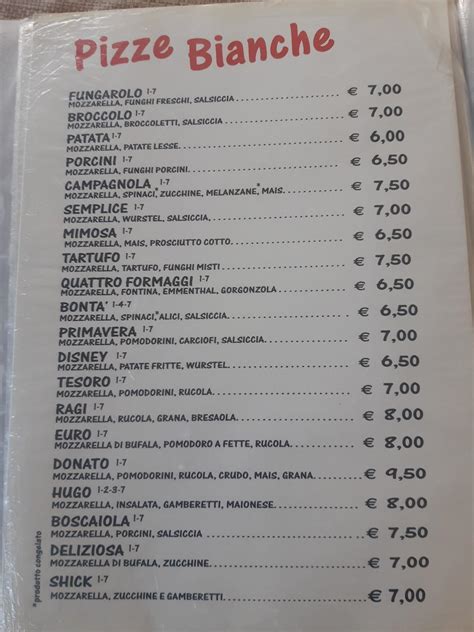 Pizze Bianche
FUNGAROLO 1-7
MOZZARELLA, FUNGHI FRESCHI, SALSICCIA ........................ € 7,00
BROCCOLO 1-7
MOZZARELLA, BROCCOLETTI, SALSICCIA ........................ € 7,00
PATATA 1-7
MOZZARELLA, PATATE LESSE. ........................ € 6,00
PORCINI 1-7
MOZZARELLA, FUNGHI PORCINI. ........................ € 6,50
CAMPAGNOLA 1-7
MOZZARELLA, SPINACI,* ZUCCHINE, MELANZANE,* MAIS. ............ € 7,50
SEMPLICE 1-7
MOZZARELLA, WURSTEL, SALSICCIA, ........................ € 7,00
MIMOSA 1-7
MOZZARELLA, MAIS, PROSCIUTTO COTTO. ........................ € 6,50
TARTUFO 1-7
MOZZARELLA, TARTUFO, FUNGHI MISTI ........................ € 7,50
QUATTRO FORMAGGI 1-7
MOZZARELLA, FONTINA, EMMENTHAL, GORGONZOLA ............ € 6,50
BONTA' 1-4-7
MOZZARELLA, SPINACI,* ALICI, SALSICCIA. ........................ € 6,50
PRIMAVERA 1-7
MOZZARELLA, POMODORINI, CARCIOFI, SALSICCIA. ............ € 7,00
DISNEY 1-7
MOZZARELLA, PATATE FRITTE, WURSTEL. ........................ € 6,50
TESORO 1-7
MOZZARELLA, POMODORINI, RUCOLA. ........................ € 7,00
RAGI 1-7
MOZZARELLA, RUCOLA, GRANA, BRESAOLA. ........................ € 8,00
EURO 1-7
MOZZARELLA DI BUFALA, POMODORO A FETTE, RUCOLA. ............ € 8,00
DONATO 1-7
MOZZARELLA, POMODORINI, RUCOLA, CRUDO, MAIS, GRANA. ............ € 9,50
HUGO 1-2-3-7
MOZZARELLA, INSALATA, GAMBERETTI, MAIONESE. ............ € 8,00
BOSCAIOLA 1-7
MOZZARELLA, PORCINI, SALSICCIA ........................ € 7,50
DELIZIOSA 1-7
MOZZARELLA DI BUFALA, ZUCCHINE. ........................ € 7,00
SHICK 1-7
MOZZARELLA, ZUCCHINE E GAMBERETTI. ........................ € 7,00
*prodotto congelato